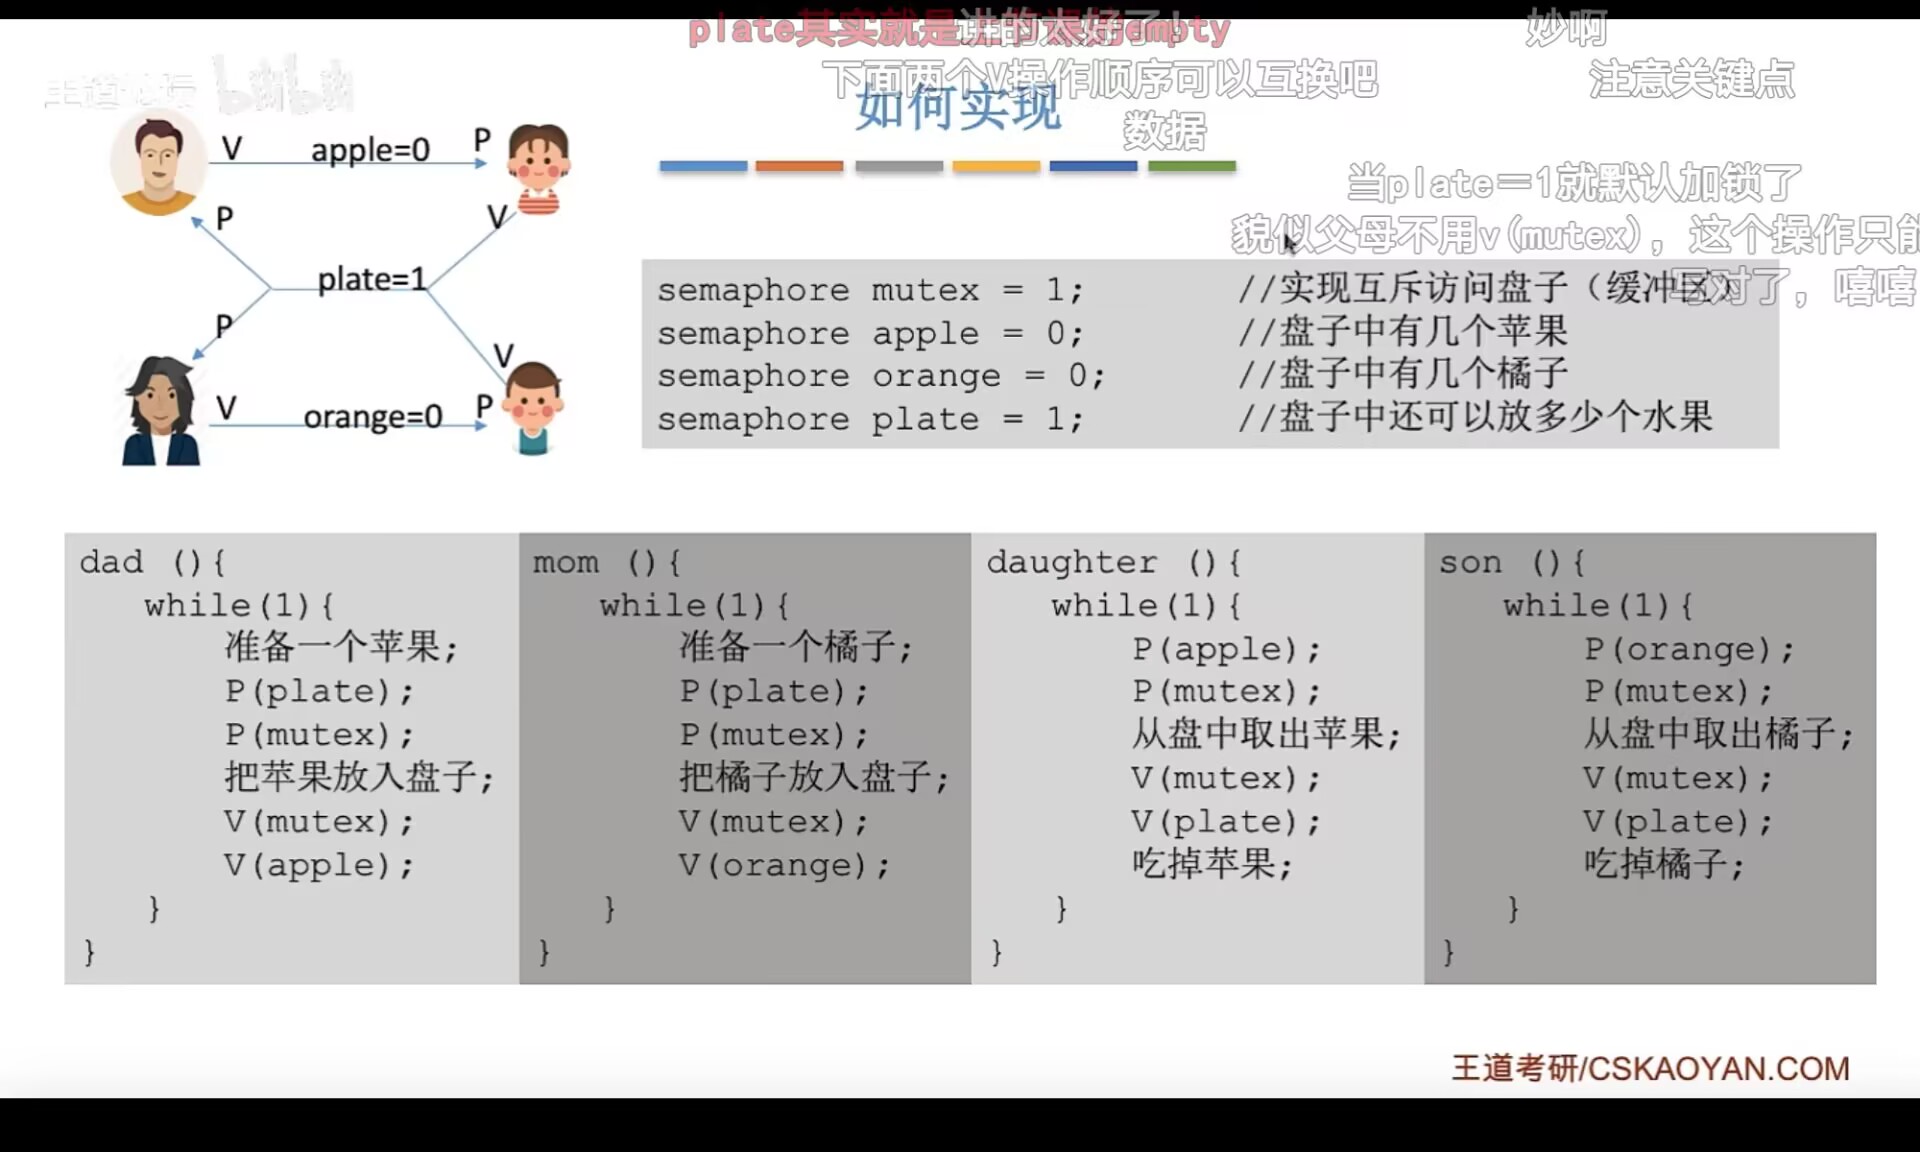 plate其实就是
讲的太好了！
empty
妙啊
下面两个V操作顺序可以互换吧
注意关键点
王道论坛
bilibili
如何实现
数据
V
apple=0
P
当plate＝1就默认加锁了
P
V
貌似父母不用v(mutex)，这个操作只能
plate=1
写对了，嘻嘻
P
V
V
orange=0
P
semaphore mutex = 1; //实现互斥访问盘子（缓冲区）
semaphore apple = 0; //盘子中有几个苹果
semaphore orange = 0; //盘子中有几个橘子
semaphore plate = 1; //盘子中还可以放多少个水果
dad (){
while(1){
准备一个苹果;
P(plate);
P(mutex);
把苹果放入盘子;
V(mutex);
V(apple);
}
}
mom (){
while(1){
准备一个橘子;
P(plate);
P(mutex);
把橘子放入盘子;
V(mutex);
V(orange);
}
}
daughter (){
while(1){
P(apple);
P(mutex);
从盘中取出苹果;
V(mutex);
V(plate);
吃掉苹果;
}
}
son (){
while(1){
P(orange);
P(mutex);
从盘中取出橘子;
V(mutex);
V(plate);
吃掉橘子;
}
}
王道考研/CSKAOYAN.COM